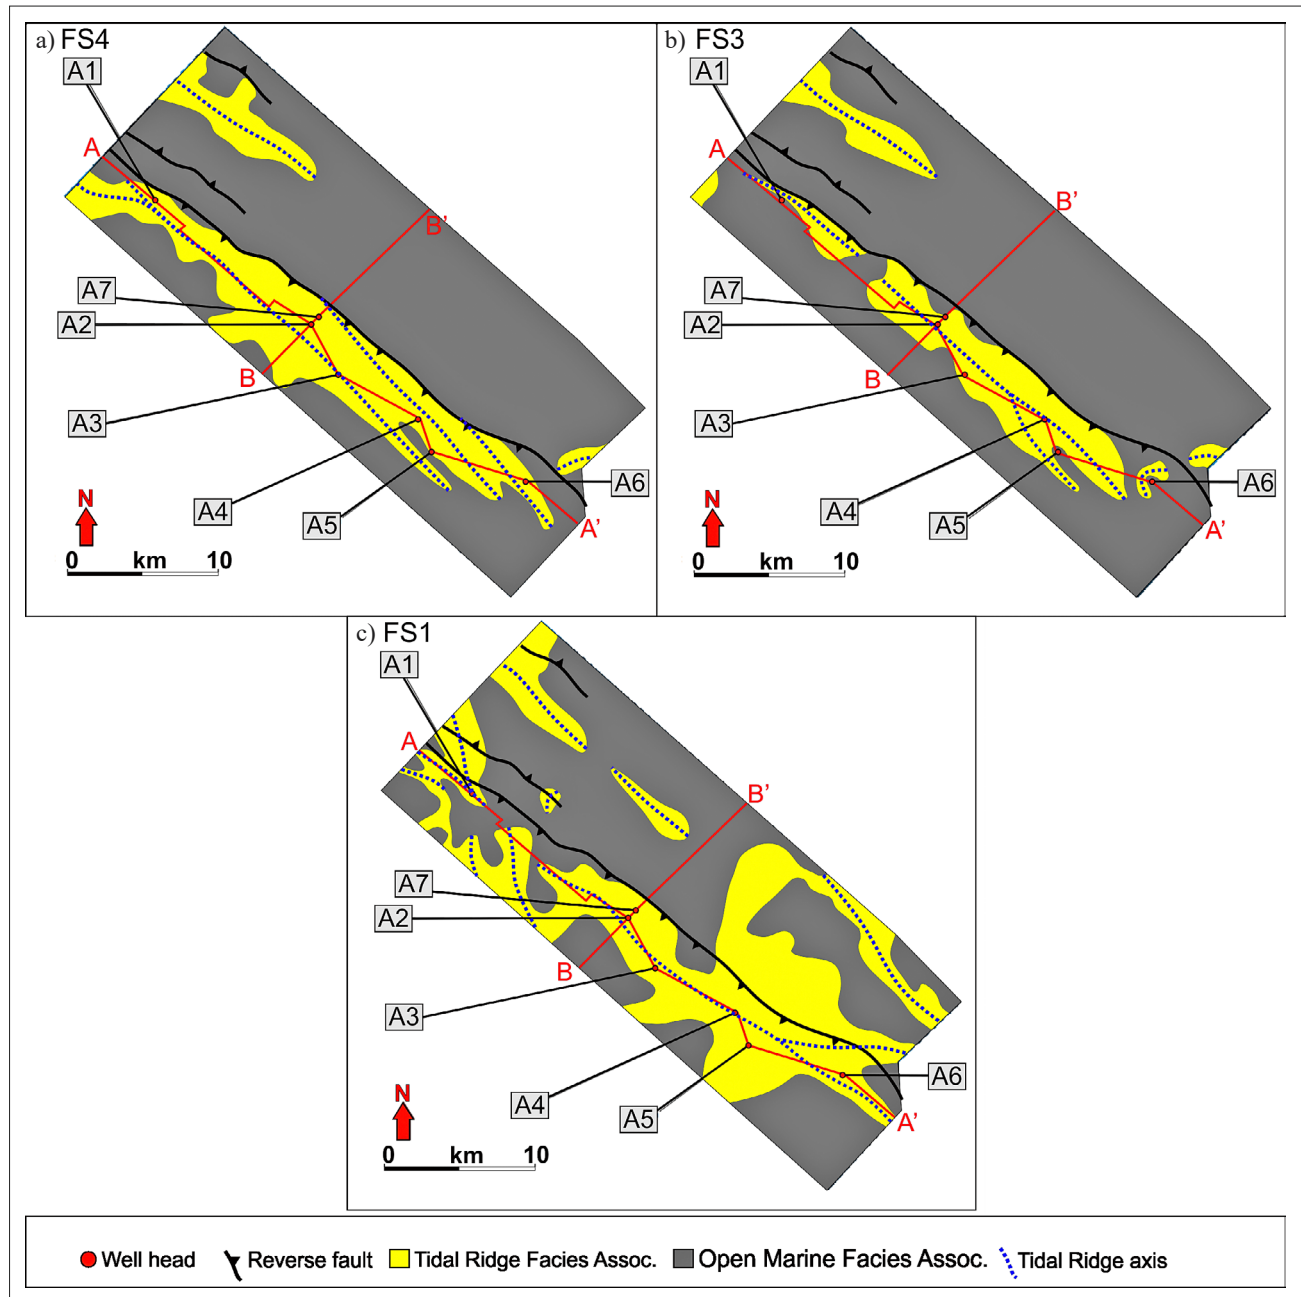 a) FS4
A1
A
B'
A7
A2
B
A3
A4
A5
A6
A'
N
0 km 10
b) FS3
A1
A
B'
A7
A2
B
A3
A4
A5
A6
A'
N
0 km 10
c) FS1
A1
A
B'
A7
A2
B
A3
A4
A5
A6
A'
N
0 km 10
Well head Reverse fault Tidal Ridge Facies Assoc. Open Marine Facies Assoc. Tidal Ridge axis